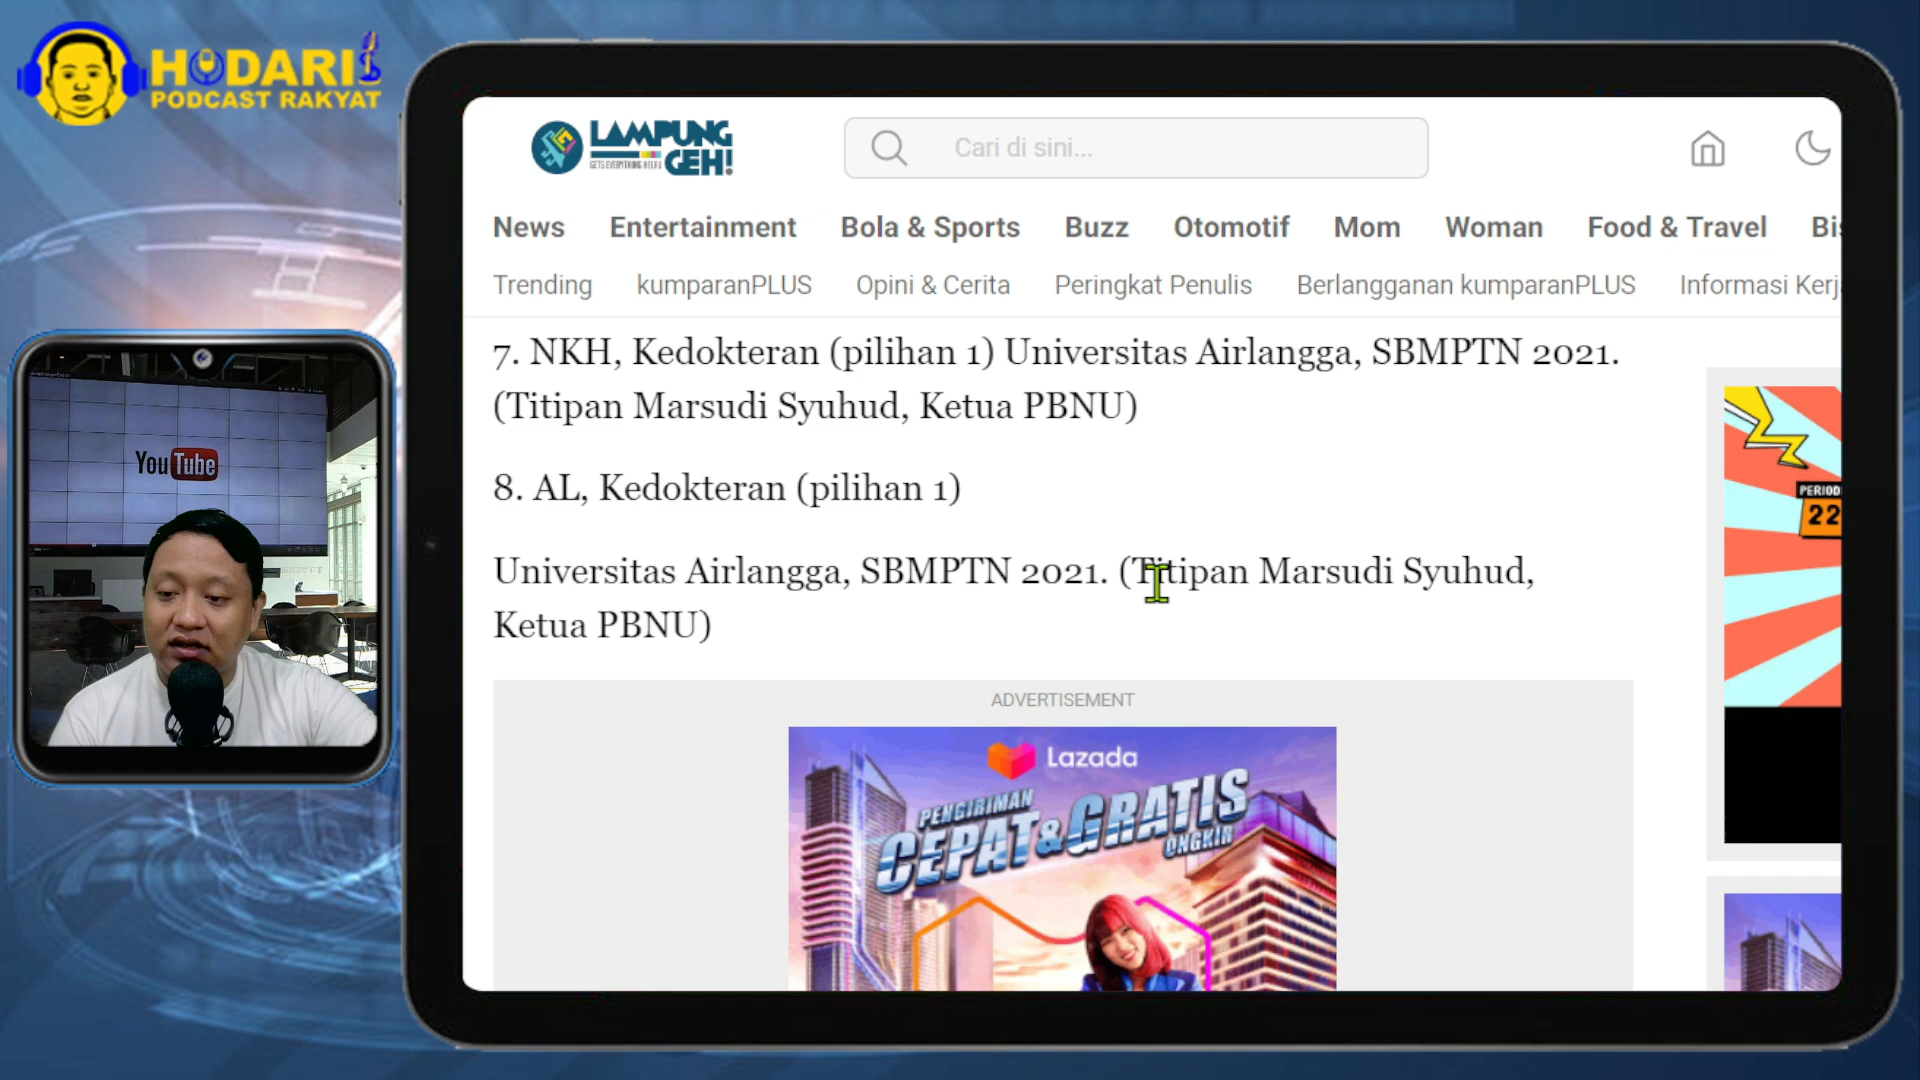 HODARI
PODCAST RAKYAT
LAMPUNG
GEH!
Cari di sini...
News Entertainment Bola & Sports Buzz Otomotif Mom Woman Food & Travel
Trending kumparanPLUS Opini & Cerita Peringkat Penulis Berlangganan kumparanPLUS Informasi Kerj
7. NKH, Kedokteran (pilihan 1) Universitas Airlangga, SBMPTN 2021.
(Titipan Marsudi Syuhud, Ketua PBNU)
8. AL, Kedokteran (pilihan 1)
Universitas Airlangga, SBMPTN 2021. (Titipan Marsudi Syuhud,
Ketua PBNU)
YouTube
ADVERTISEMENT
Lazada
PENGIRIMAN
CEPAT & GRATIS
ONGKIR
PERIOD
22